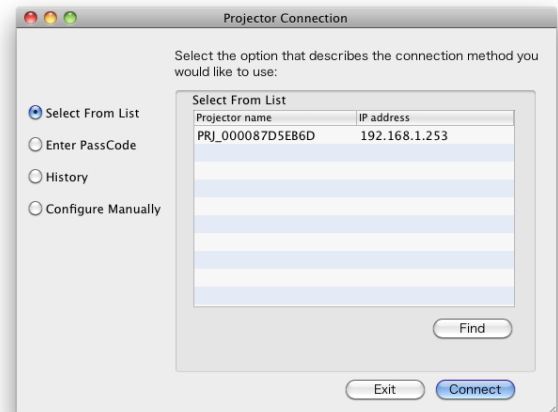 Projector Connection
Select the option that describes the connection method you
would like to use:
Select From List
Enter PassCode
History
Configure Manually
Select From List
Projector name IP address
PRJ_000087D5EB6D 192.168.1.253
Find
Exit Connect